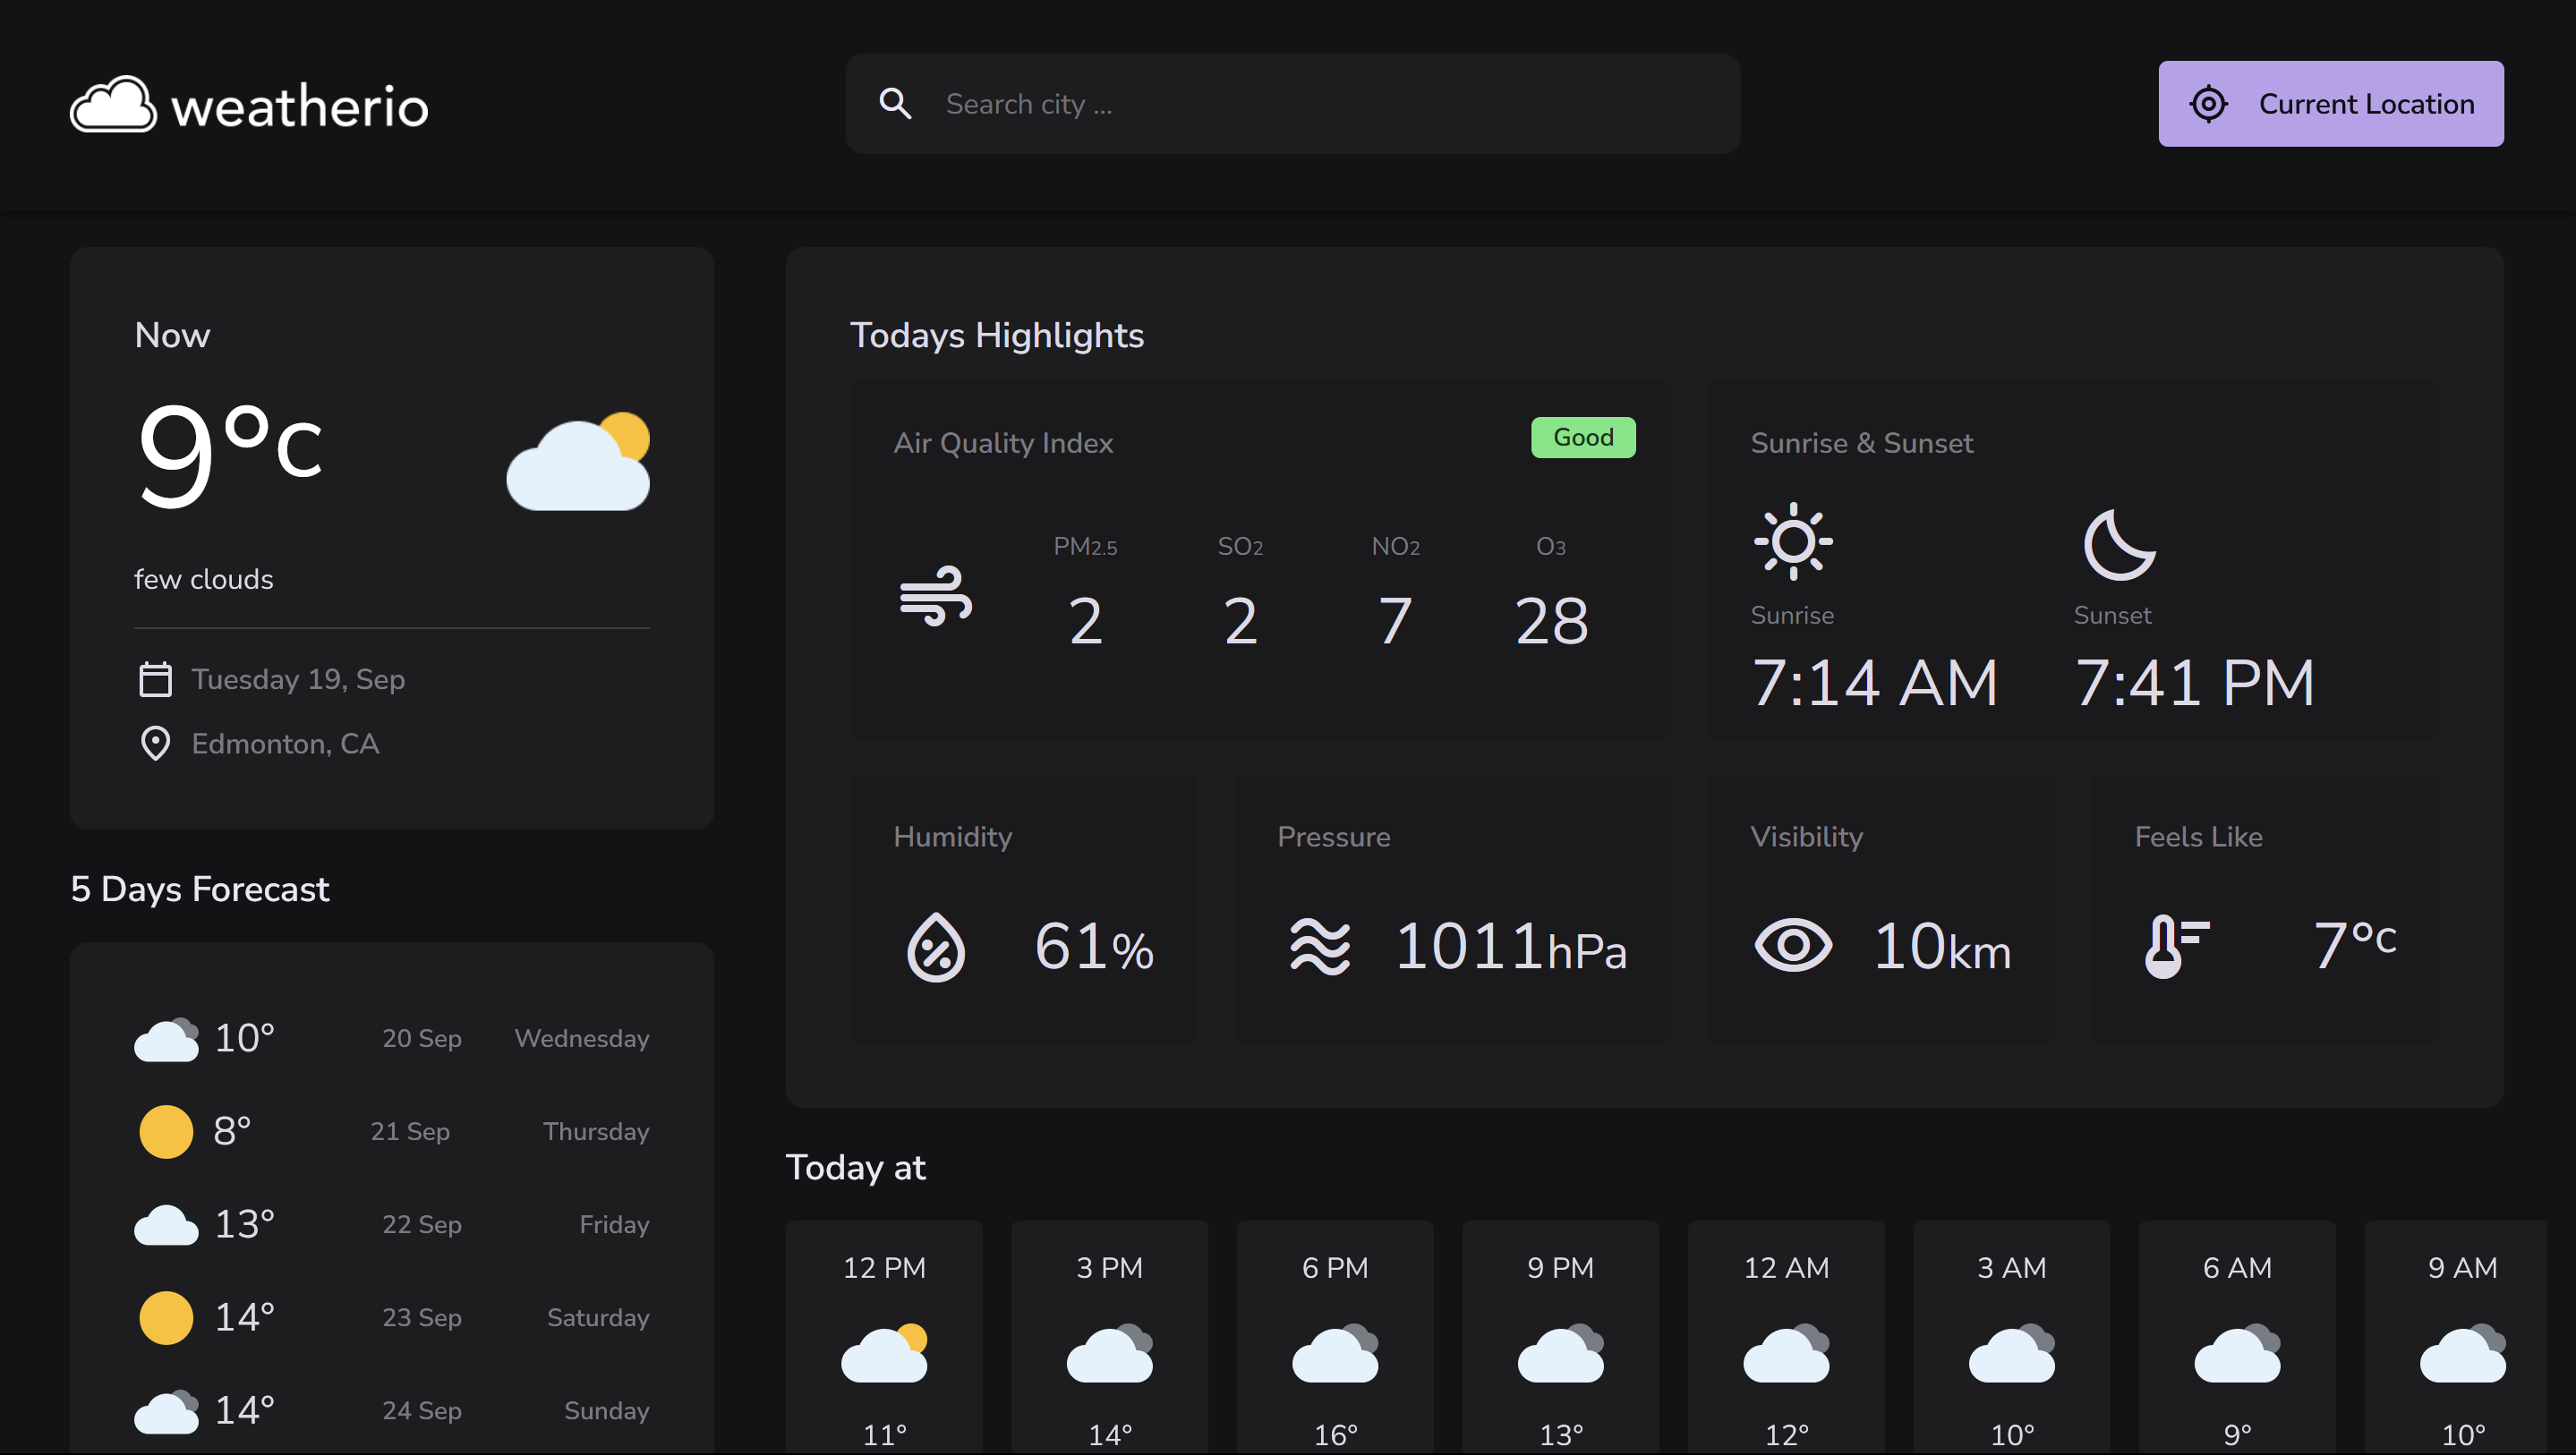 weatherio
Search city ...
Current Location
Now
9°c
few clouds
Tuesday 19, Sep
Edmonton, CA
5 Days Forecast
10° 20 Sep Wednesday
8° 21 Sep Thursday
13° 22 Sep Friday
14° 23 Sep Saturday
14° 24 Sep Sunday
Todays Highlights
Air Quality Index Good
PM2.5 SO2 NO2 O3
2 2 7 28
Sunrise & Sunset
Sunrise Sunset
7:14 AM 7:41 PM
Humidity
61%
Pressure
1011hPa
Visibility
10km
Feels Like
7°c
Today at
12 PM 3 PM 6 PM 9 PM 12 AM 3 AM 6 AM 9 AM
11° 14° 16° 13° 12° 10° 9° 10°